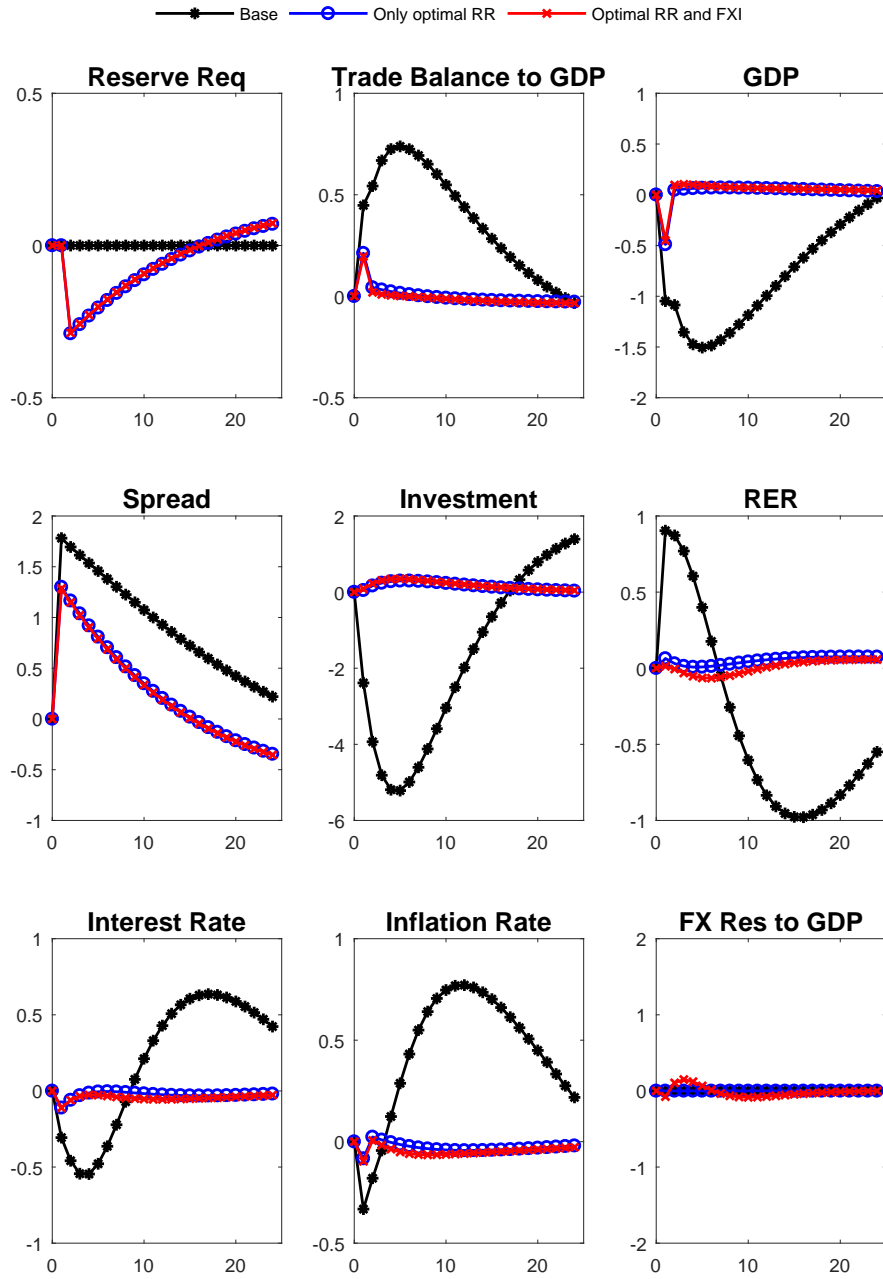 Base Only optimal RR Optimal RR and FXI
Reserve Req Trade Balance to GDP GDP
0.5 1 1
0.5
0.5 0
0 -0.5
0 -1
-1.5
-0.5 -0.5 -2
0 10 20 0 10 20 0 10 20
Spread Investment RER
2 2 1
1.5
0
1 0.5
0.5 -2 0
0
-4 -0.5
-0.5
-1 -6 -1
0 10 20 0 10 20 0 10 20
Interest Rate Inflation Rate FX Res to GDP
1 1 2
0.5 0.5 1
0 0
-0.5 0 -1
-1 -0.5 -2
0 10 20 0 10 20 0 10 20